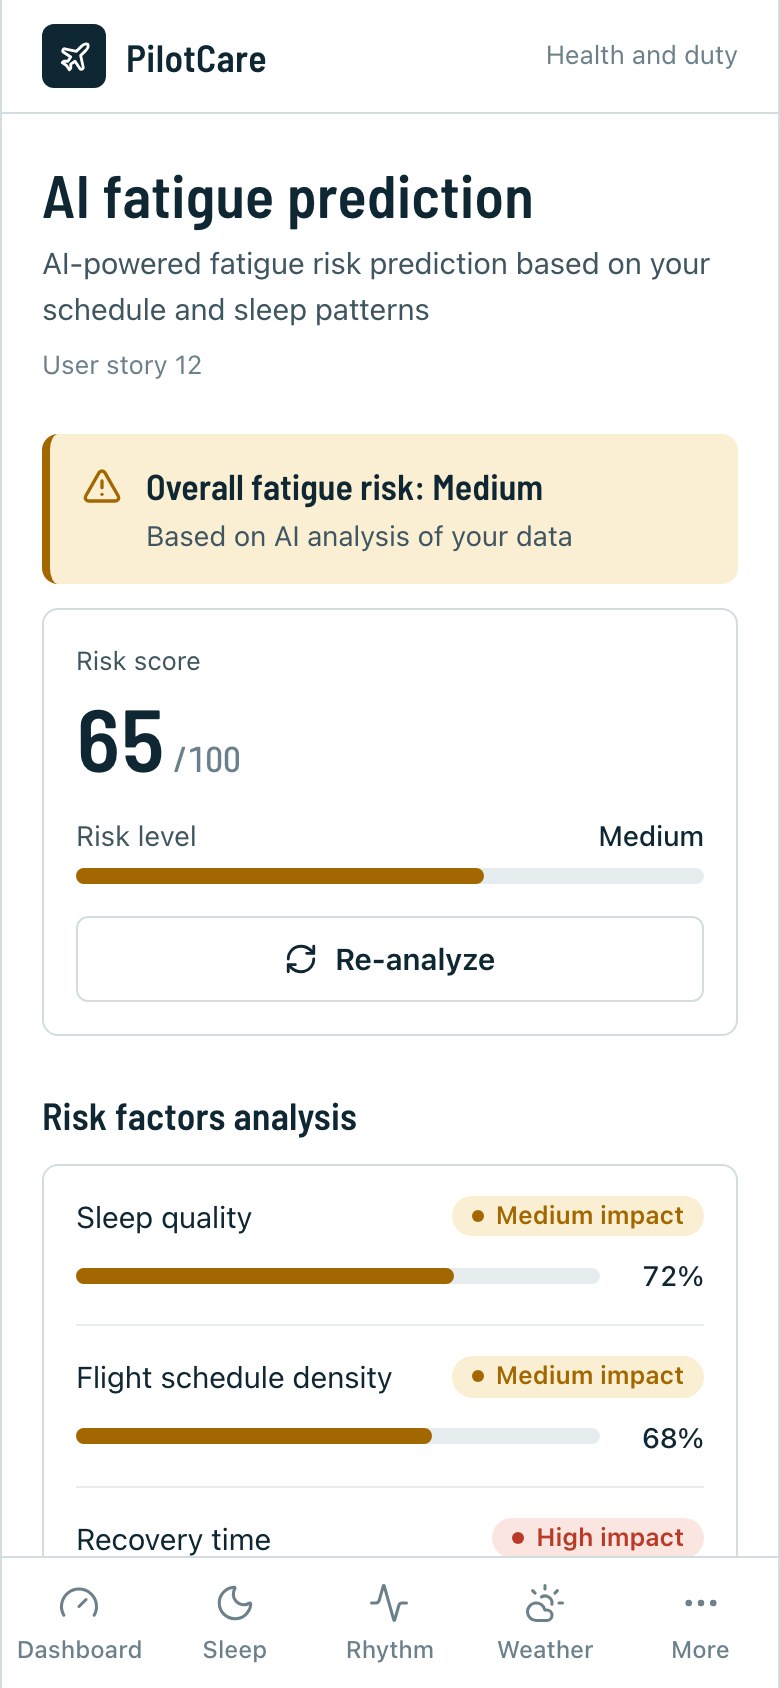 PilotCare
Health and duty
AI fatigue prediction
AI-powered fatigue risk prediction based on your
schedule and sleep patterns
User story 12
Overall fatigue risk: Medium
Based on AI analysis of your data
Risk score
65 /100
Risk level
Medium
Re-analyze
Risk factors analysis
Sleep quality
Medium impact
72%
Flight schedule density
Medium impact
68%
Recovery time
High impact
Dashboard
Sleep
Rhythm
Weather
More